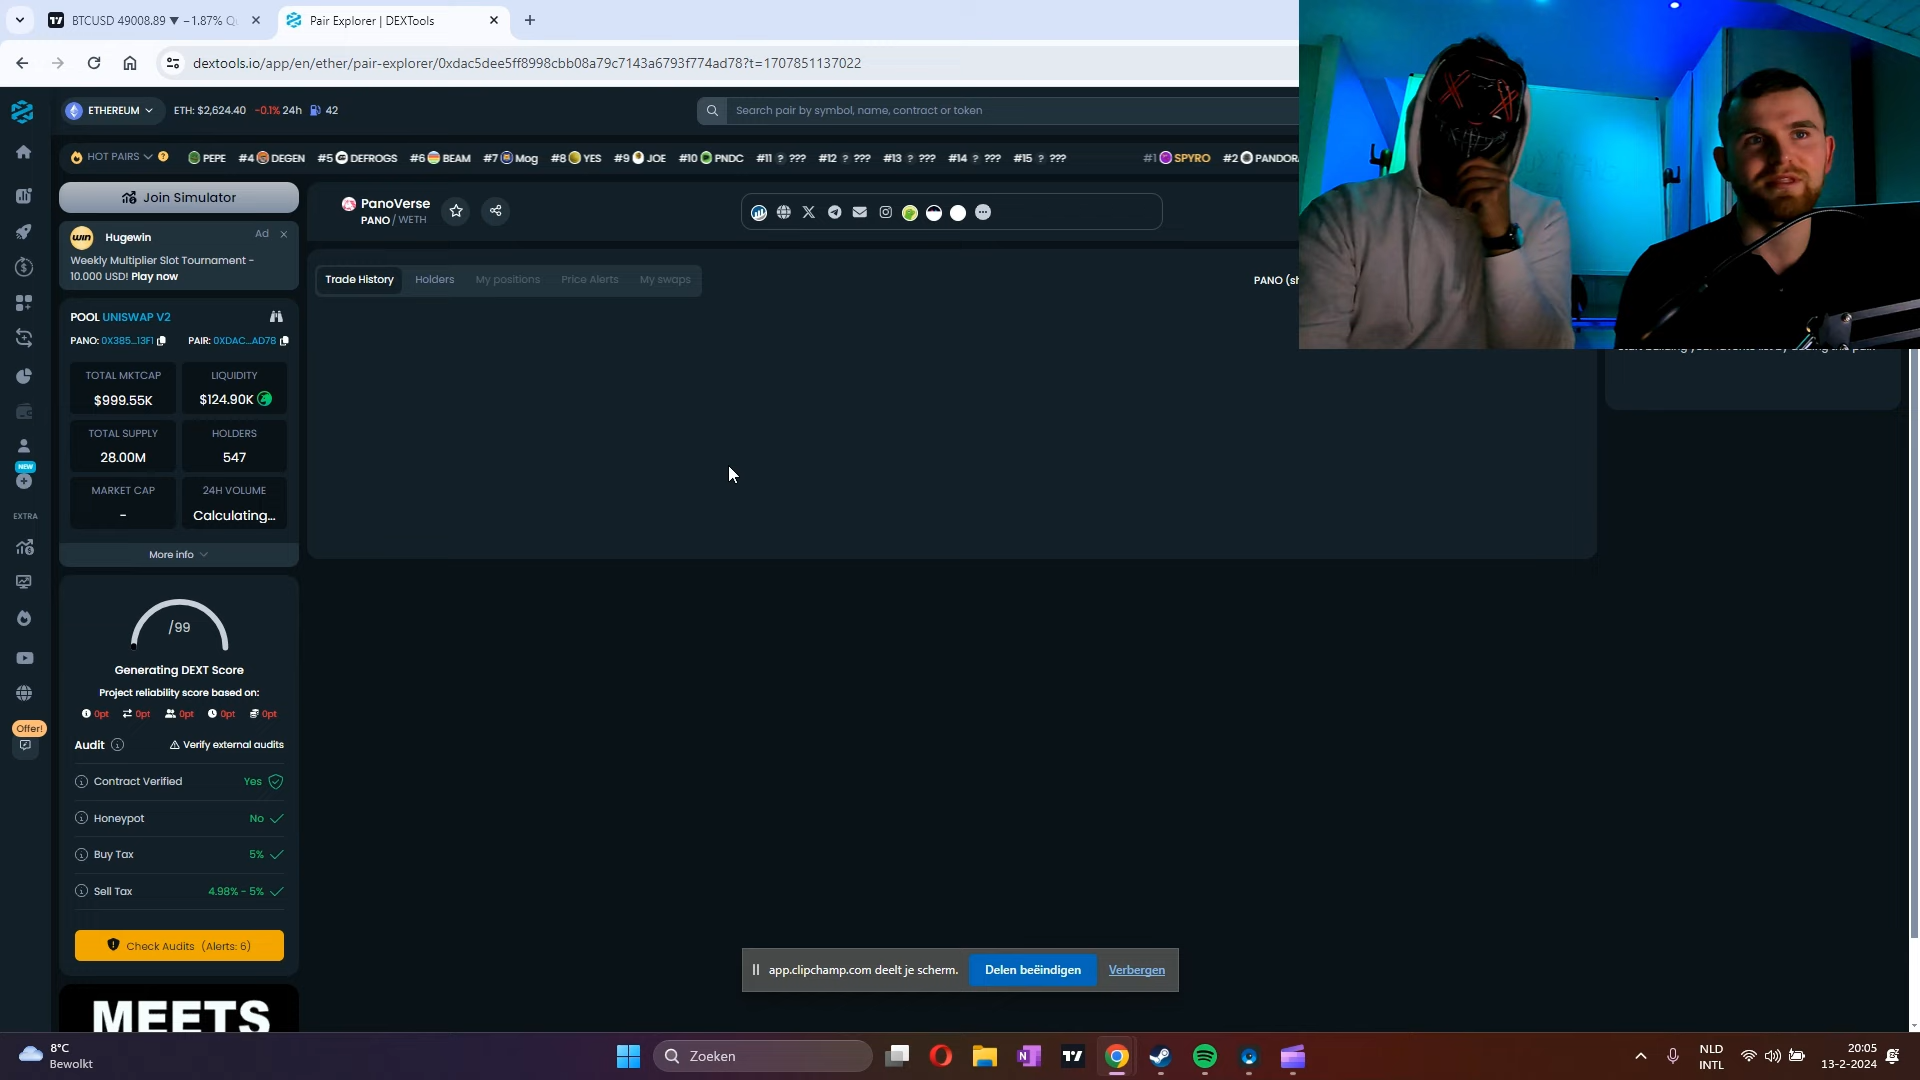 BTCUSD 49008.89 ▼ −1.87%
Pair Explorer | DEXTools
dextools.io/app/en/ether/pair-explorer/0xdac5dee5ff8998cbb08a79c7143a6793f774ad78?t=1707851137022
ETHEREUM
ETH: $2,624.40 -0.1% 24h 42
Search pair by symbol, name, contract or token
HOT PAIRS PEPE #4 DEGEN #5 DEFROGS #6 BEAM #7 Mog #8 YES #9 JOE #10 PNDC #11 ? ??? #12 ? ??? #13 ? ??? #14 ? ??? #15 ? ??? #1 SPYRO #2 PANDORA
Join Simulator
PanoVerse
PANO / WETH
win Hugewin Ad
Weekly Multiplier Slot Tournament -
10.000 USD! Play now
Trade History Holders My positions Price Alerts My swaps
PANO (sh
POOL UNISWAP V2
PANO: 0X385...13F1 PAIR: 0XDAC...AD78
TOTAL MKTCAP LIQUIDITY
$999.55K $124.90K
TOTAL SUPPLY HOLDERS
28.00M 547
MARKET CAP 24H VOLUME
- Calculating...
More info
NEW
EXTRA
Offer!
/99
Generating DEXT Score
Project reliability score based on:
0pt 0pt 0pt 0pt 0pt
Audit Verify external audits
Contract Verified Yes
Honeypot No
Buy Tax 5%
Sell Tax 4.98% - 5%
Check Audits (Alerts: 6)
MEETS
app.clipchamp.com deelt je scherm. Delen beëindigen Verbergen
8°C
Bewolkt
Zoeken
NLD
INTL
20:05
13-2-2024